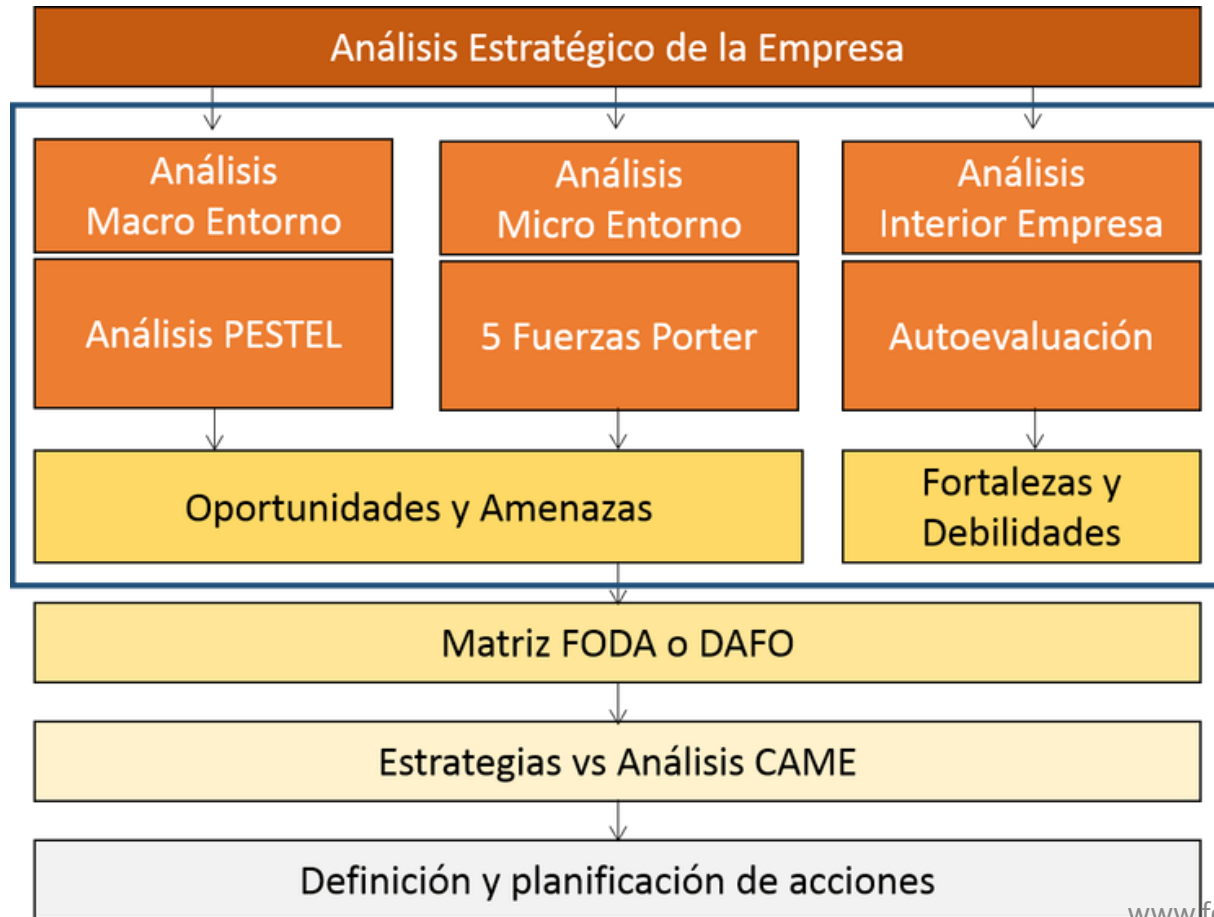 Análisis Estratégico de la Empresa
Análisis
Macro Entorno
Análisis PESTEL
Análisis
Micro Entorno
5 Fuerzas Porter
Análisis
Interior Empresa
Autoevaluación
Oportunidades y Amenazas
Fortalezas y
Debilidades
Matriz FODA o DAFO
Estrategias vs Análisis CAME
Definición y planificación de acciones